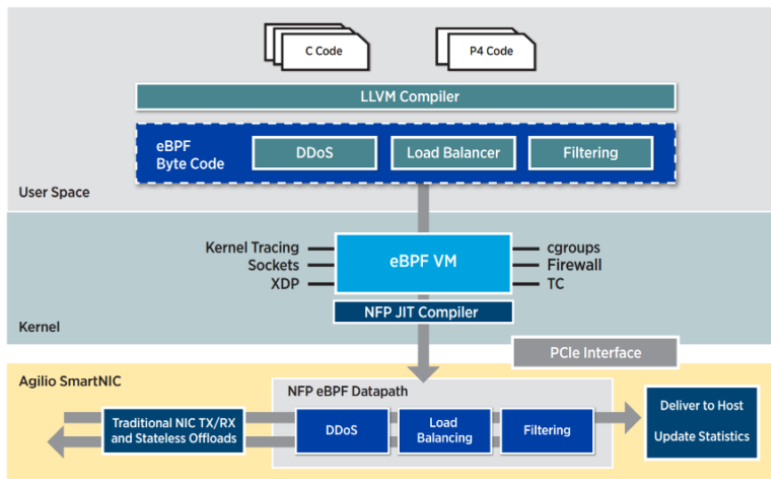 C Code
P4 Code
LLVM Compiler
eBPF
Byte Code
DDoS
Load Balancer
Filtering
User Space
Kernel Tracing
Sockets
XDP
eBPF VM
cgroups
Firewall
TC
NFP JIT Compiler
Kernel
PCIe Interface
Agilio SmartNIC
NFP eBPF Datapath
Traditional NIC TX/RX
and Stateless Offloads
DDoS
Load
Balancing
Filtering
Deliver to Host
Update Statistics